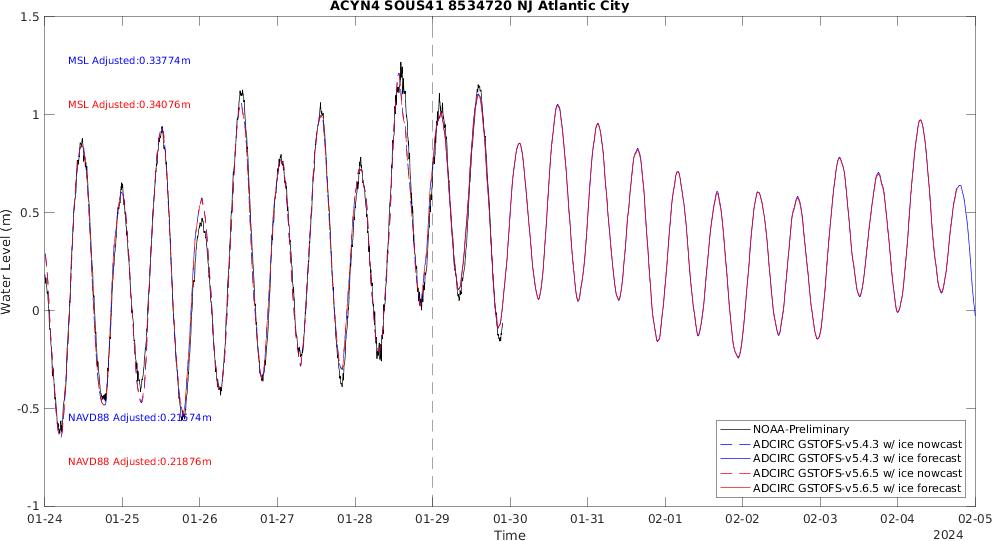 ACYN4 SOUS41 8534720 NJ Atlantic City
1.5
MSL Adjusted:0.33774m
MSL Adjusted:0.34076m
1
0.5
Water Level (m)
0
-0.5
NAVD88 Adjusted:0.21574m
NAVD88 Adjusted:0.21876m
NOAA-Preliminary
ADCIRC GSTOFS-v5.4.3 w/ ice nowcast
ADCIRC GSTOFS-v5.4.3 w/ ice forecast
ADCIRC GSTOFS-v5.6.5 w/ ice nowcast
ADCIRC GSTOFS-v5.6.5 w/ ice forecast
-1
01-24 01-25 01-26 01-27 01-28 01-29 01-30 01-31 02-01 02-02 02-03 02-04 02-05
Time
2024